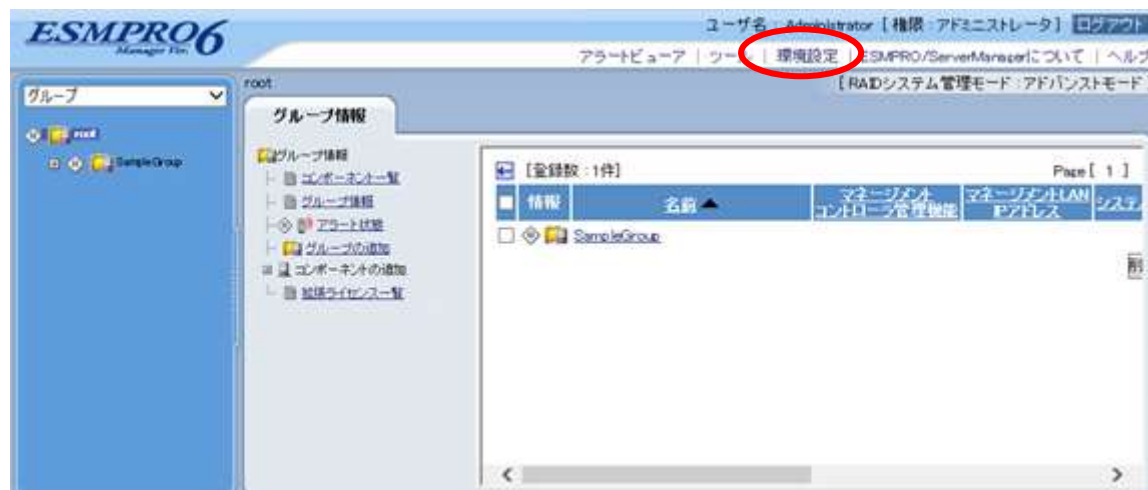 ESMPRO6
Manager Ver.
ユーザ名 : Administrator [ 権限 : アドミニストレータ] ログアウト
アラートビューア | ツール | 環境設定 | ESMPRO/ServerManagerについて | ヘルプ
グループ
root
[ RAIDシステム管理モード : アドバンストモード
グループ情報
root
SampleGroup
グループ情報
コンポーネント一覧
グループ情報
アラート状態
グループの追加
コンポーネントの追加
拡張ライセンス一覧
[登録数 : 1件]
Page [ 1 ]
情報
名前▲
マネージメント
コントローラ管理機能
マネージメントLAN
IPアドレス
システム
SampleGroup
削